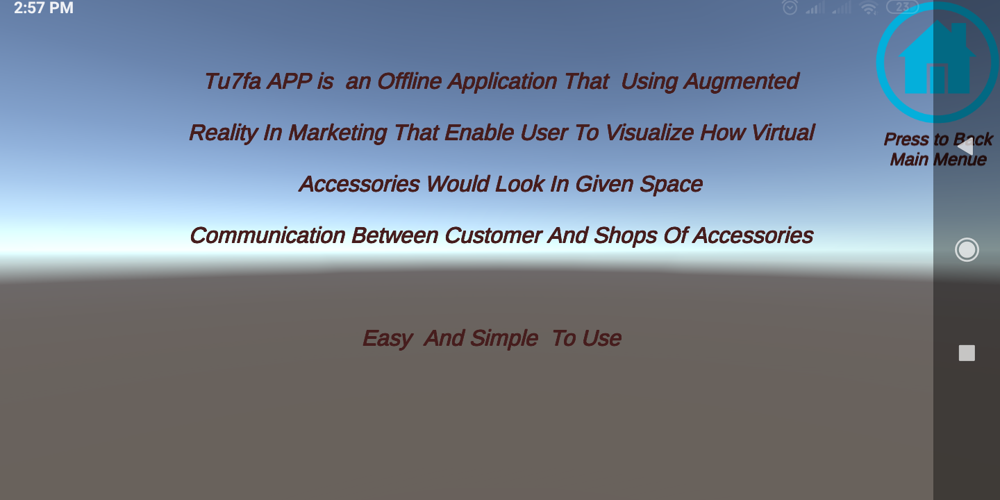 2:57 PM
23
Tu7fa APP is  an Offline Application That  Using Augmented
Reality In Marketing That Enable User To Visualize How Virtual
Accessories Would Look In Given Space
Communication Between Customer And Shops Of Accessories
Easy  And Simple  To Use
Press to Back
Main Menue